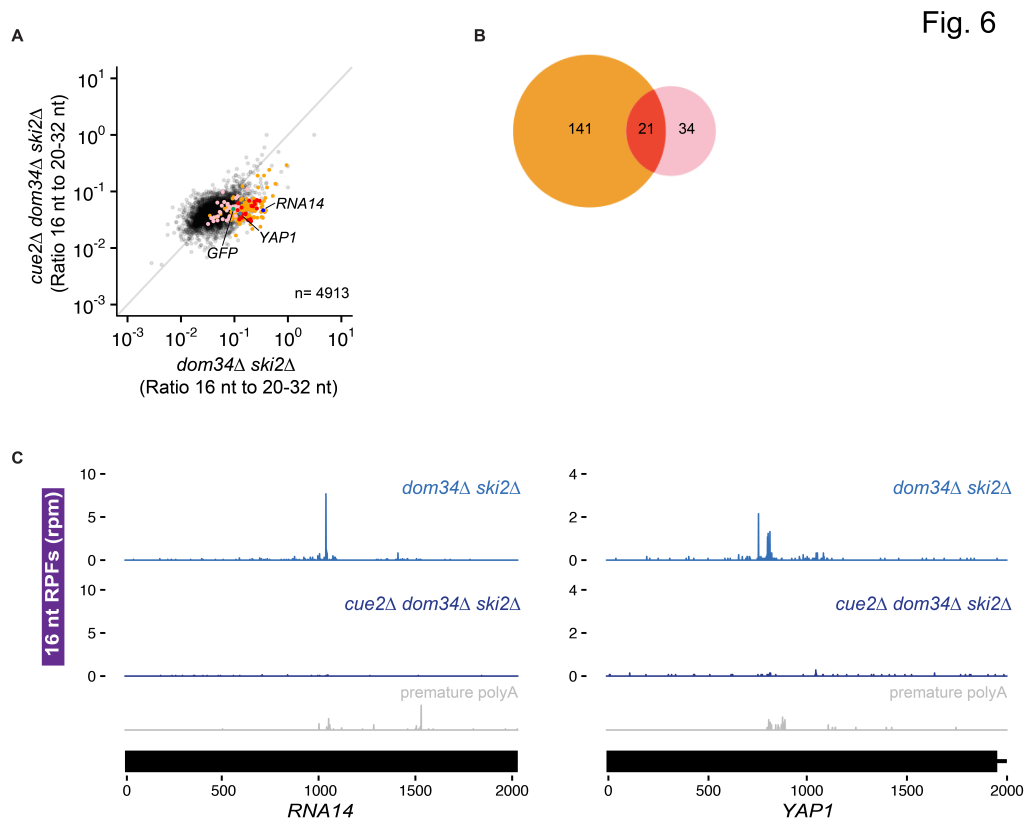 Fig. 6
A
10^1
10^0
10^-1
10^-2
10^-3
cue2Δ dom34Δ ski2Δ
(Ratio 16 nt to 20-32 nt)
RNA14
YAP1
GFP
n= 4913
10^-3 10^-2 10^-1 10^0 10^1
dom34Δ ski2Δ
(Ratio 16 nt to 20-32 nt)
B
141 21 34
C
16 nt RPFs (rpm)
10
5
0
dom34Δ ski2Δ
10
5
0
cue2Δ dom34Δ ski2Δ
premature polyA
0 500 1000 1500 2000
RNA14
4
2
0
dom34Δ ski2Δ
4
2
0
cue2Δ dom34Δ ski2Δ
premature polyA
0 500 1000 1500 2000
YAP1